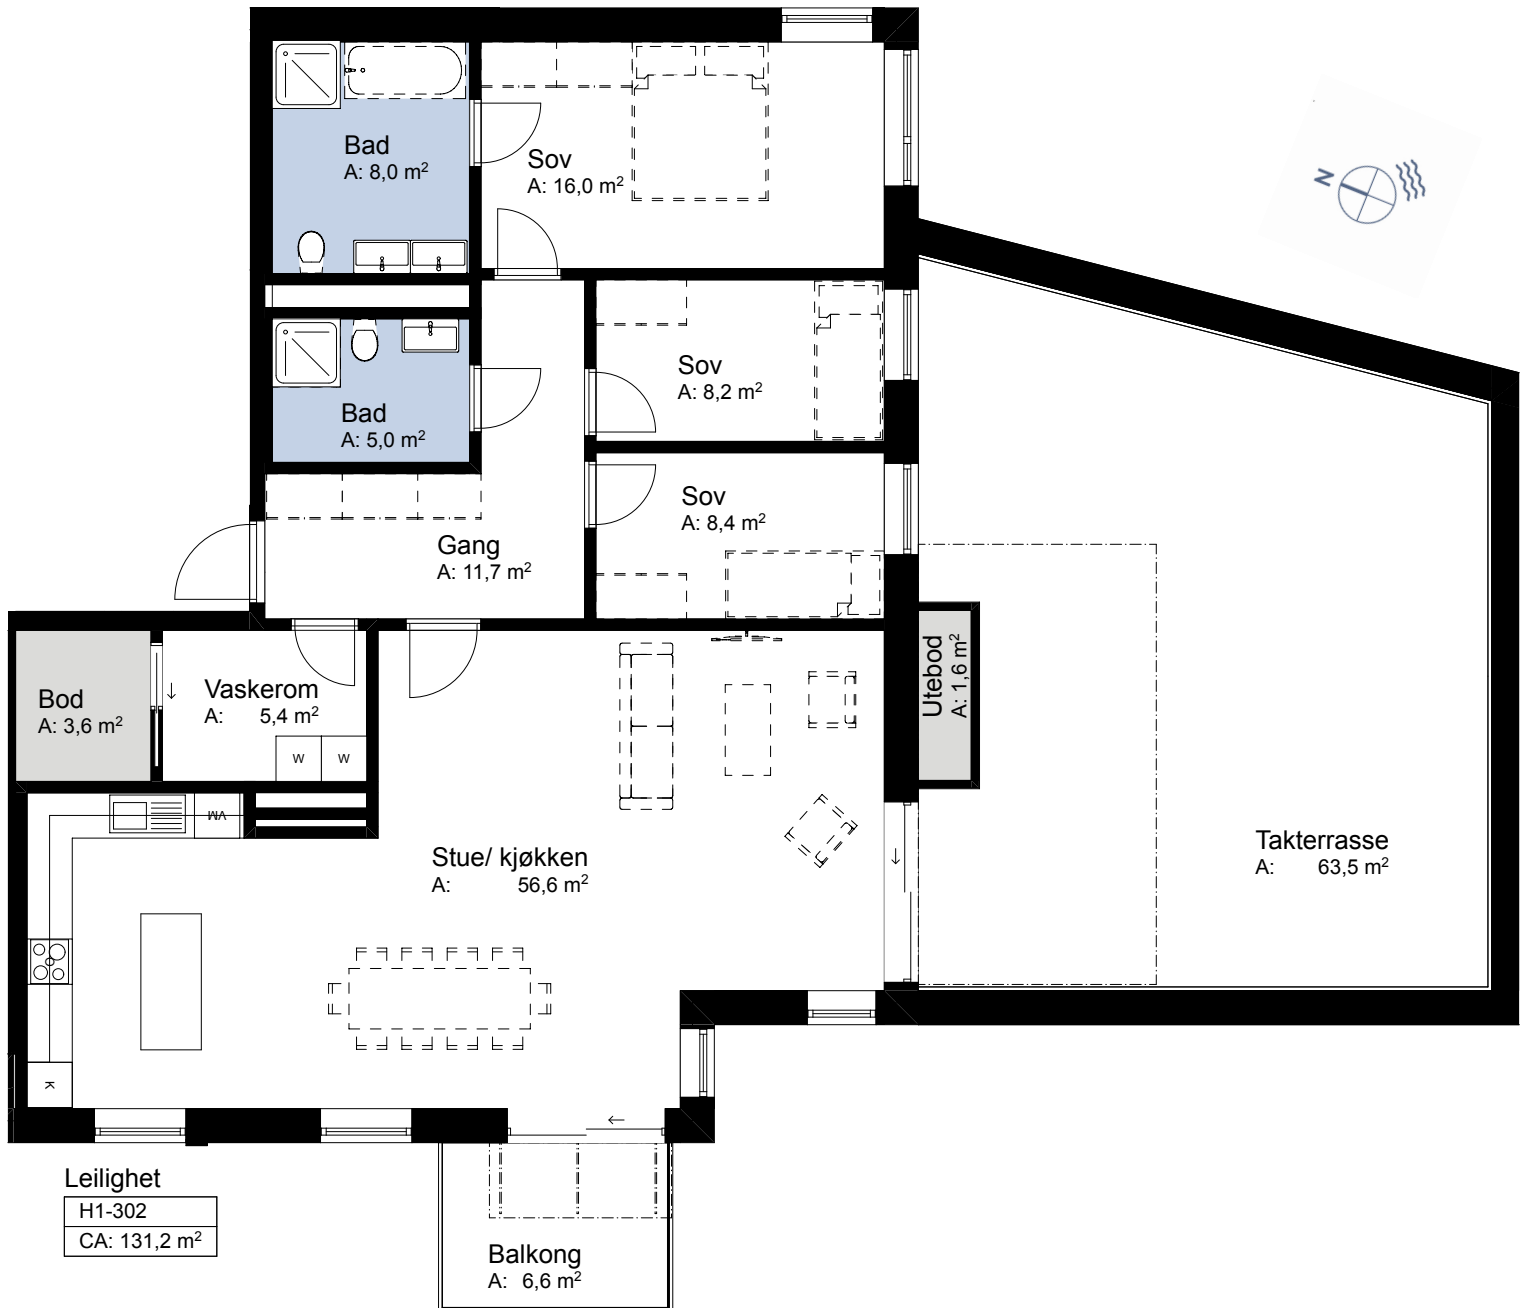 Bad
A: 8,0 m²
Sov
A: 16,0 m²
N
Sov
A: 8,2 m²
Bad
A: 5,0 m²
Sov
A: 8,4 m²
Gang
A: 11,7 m²
Utebod
A: 1,6 m²
Bod
A: 3,6 m²
Vaskerom
A: 5,4 m²
W W
VM
Stue/ kjøkken
A: 56,6 m²
Takterrasse
A: 63,5 m²
K
Leilighet
H1-302
CA: 131,2 m²
Balkong
A: 6,6 m²